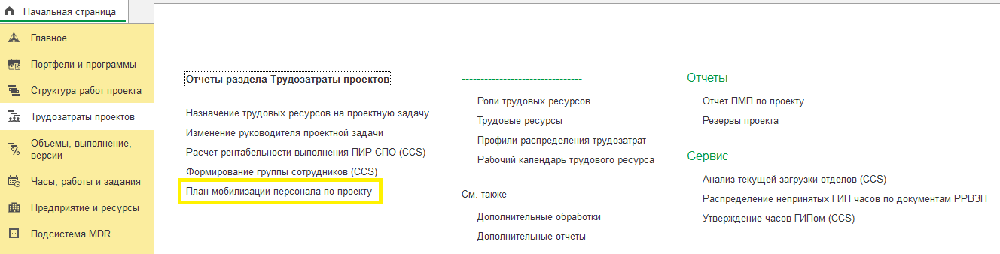 Начальная страница
Главное
Портфели и программы
Структура работ проекта
Трудозатраты проектов
Объемы, выполнение,
версии
Часы, работы и задания
Предприятие и ресурсы
Подсистема MDR
Отчеты раздела Трудозатраты проектов
Назначение трудовых ресурсов на проектную задачу
Изменение руководителя проектной задачи
Расчет рентабельности выполнения ПИР СПО (CCS)
Формирование группы сотрудников (CCS)
План мобилизации персонала по проекту
--------------------------------
Роли трудовых ресурсов
Трудовые ресурсы
Профили распределения трудозатрат
Рабочий календарь трудового ресурса
См. также
Дополнительные обработки
Дополнительные отчеты
Отчеты
Отчет ПМП по проекту
Резервы проекта
Сервис
Анализ текущей загрузки отделов (CCS)
Распределение непринятых ГИП часов по документам РРВЗН
Утверждение часов ГИПом (CCS)